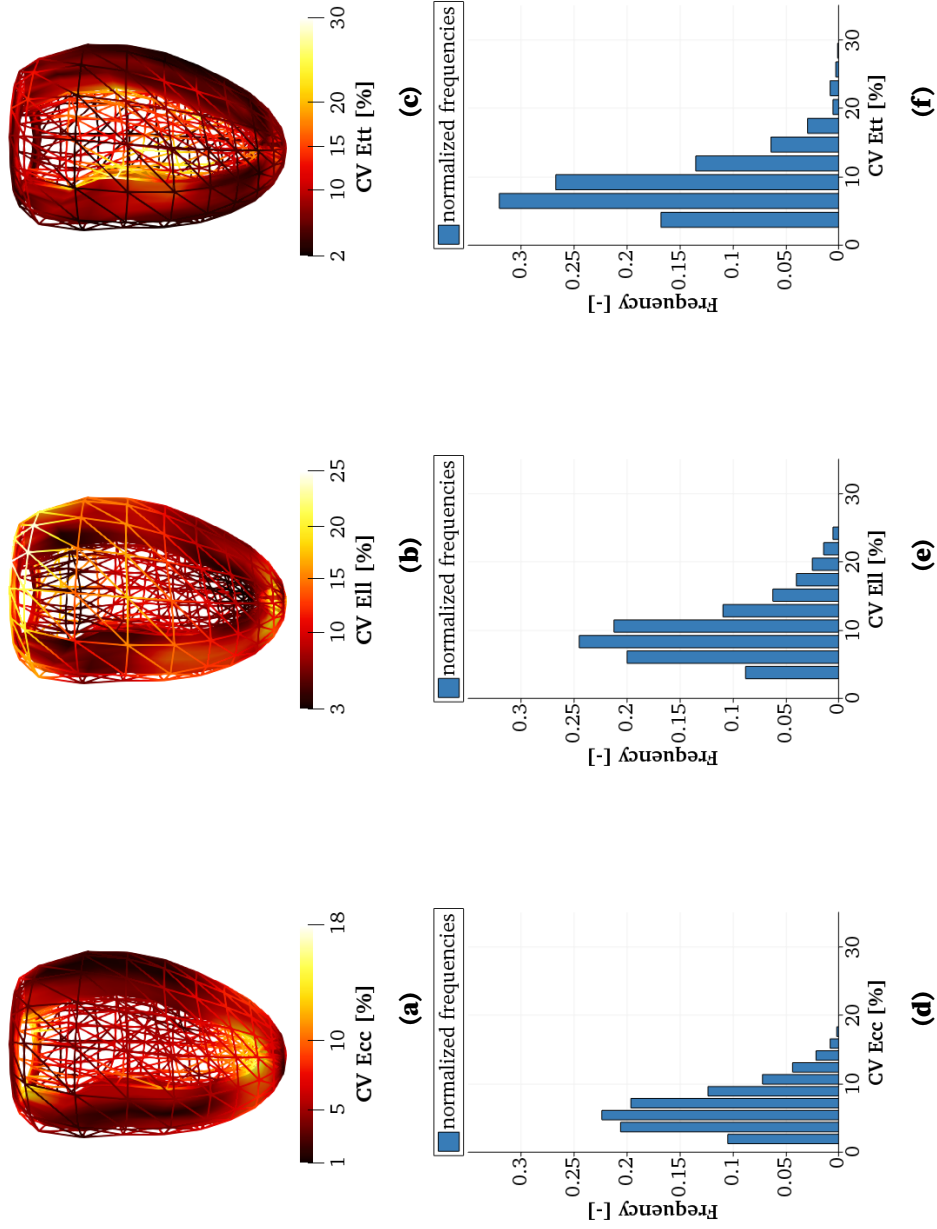 1 5 10 18
CV Ecc [%]
(a)
3 10 15 20 25
CV Ell [%]
(b)
2 10 15 20 30
CV Ett [%]
(c)
normalized frequencies
Frequency [-]
0.3
0.25
0.2
0.15
0.1
0.05
0
0 10 20 30
CV Ecc [%]
(d)
normalized frequencies
Frequency [-]
0.3
0.25
0.2
0.15
0.1
0.05
0
0 10 20 30
CV Ell [%]
(e)
normalized frequencies
Frequency [-]
0.3
0.25
0.2
0.15
0.1
0.05
0
0 10 20 30
CV Ett [%]
(f)